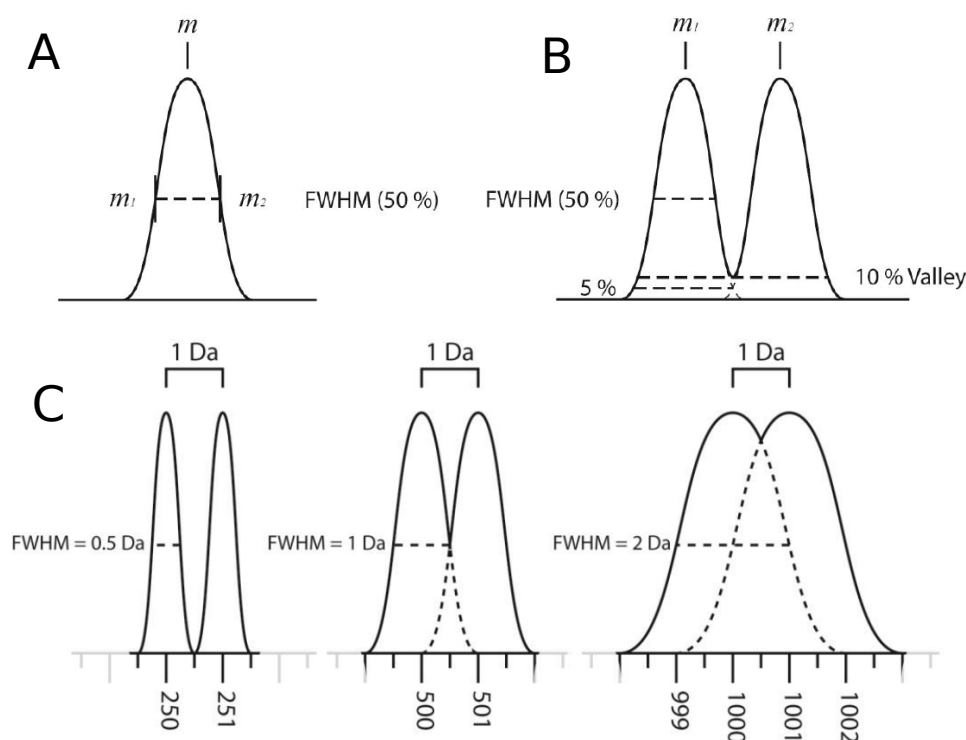 A
m
m1
m2
FWHM (50 %)
B
m1
m2
FWHM (50 %)
5 %
10 % Valley
C
1 Da
1 Da
1 Da
FWHM = 0.5 Da
FWHM = 1 Da
FWHM = 2 Da
250
251
500
501
999
1000
1001
1002